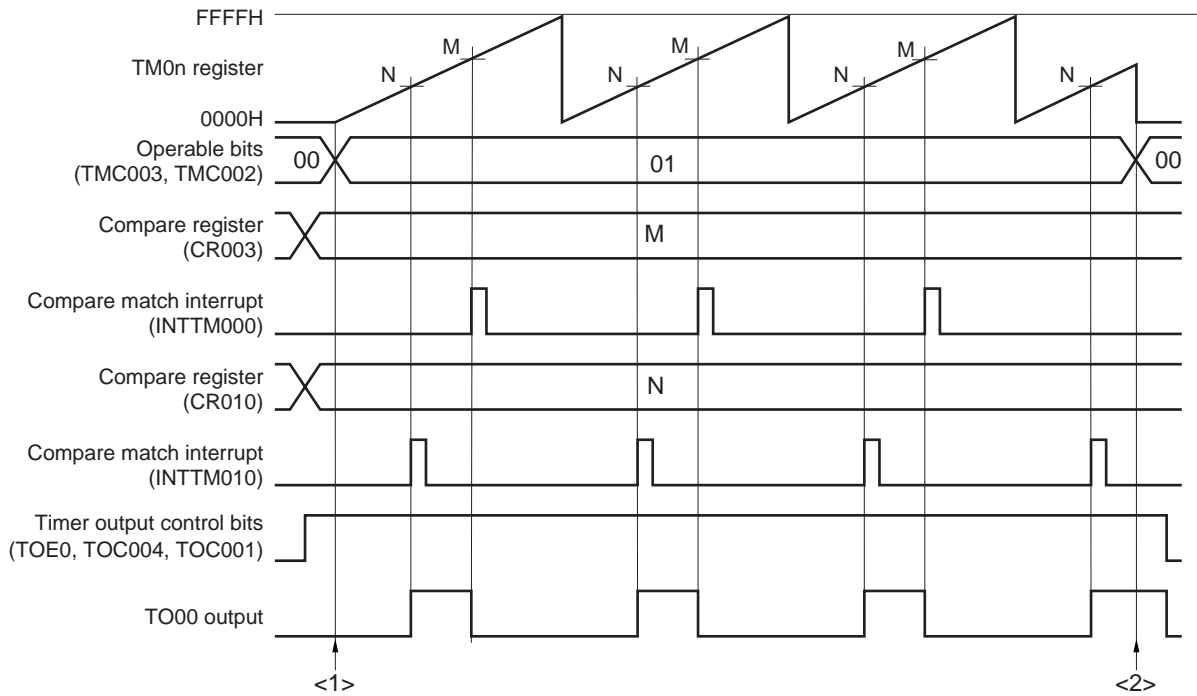 FFFFH
TM0n register
N
M
N
M
N
M
N
0000H
Operable bits
(TMC003, TMC002)
00
01
00
Compare register
(CR003)
M
Compare match interrupt
(INTTM000)
Compare register
(CR010)
N
Compare match interrupt
(INTTM010)
Timer output control bits
(TOE0, TOC004, TOC001)
TO00 output
<1>
<2>